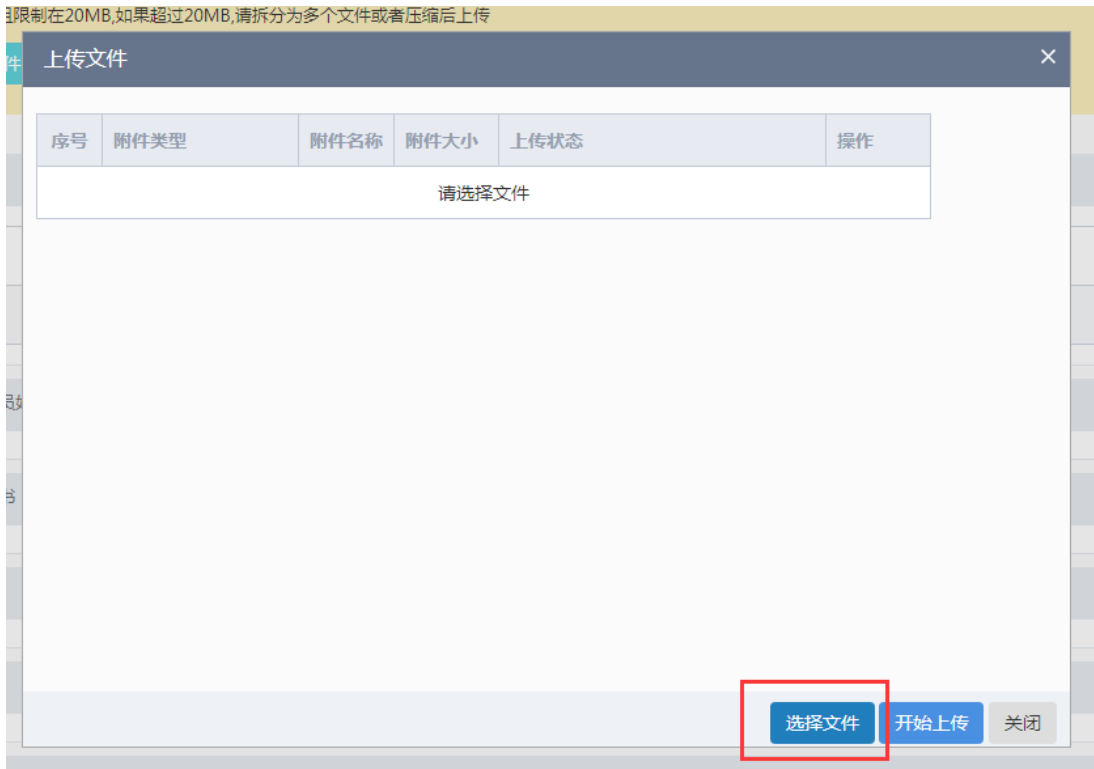 限制在20MB,如果超过20MB,请拆分为多个文件或者压缩后上传
件
上传文件
序号 附件类型 附件名称 附件大小 上传状态 操作
请选择文件
书
选择文件 开始上传 关闭